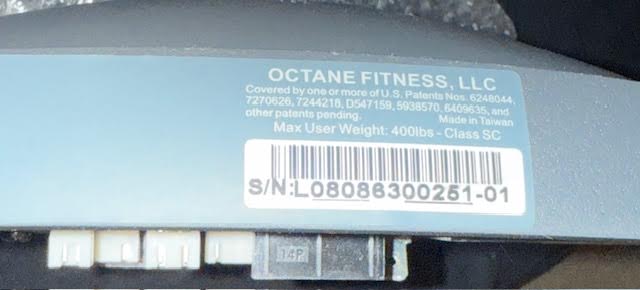 OCTANE FITNESS, LLC
Covered by one or more of U.S. Patents Nos. 6248044,
7270626, 7244218, D547159, 5938570, 6409635, and
other patents pending. Made in Taiwan
Max User Weight: 400lbs - Class SC
S/N:L08086300251-01
14P